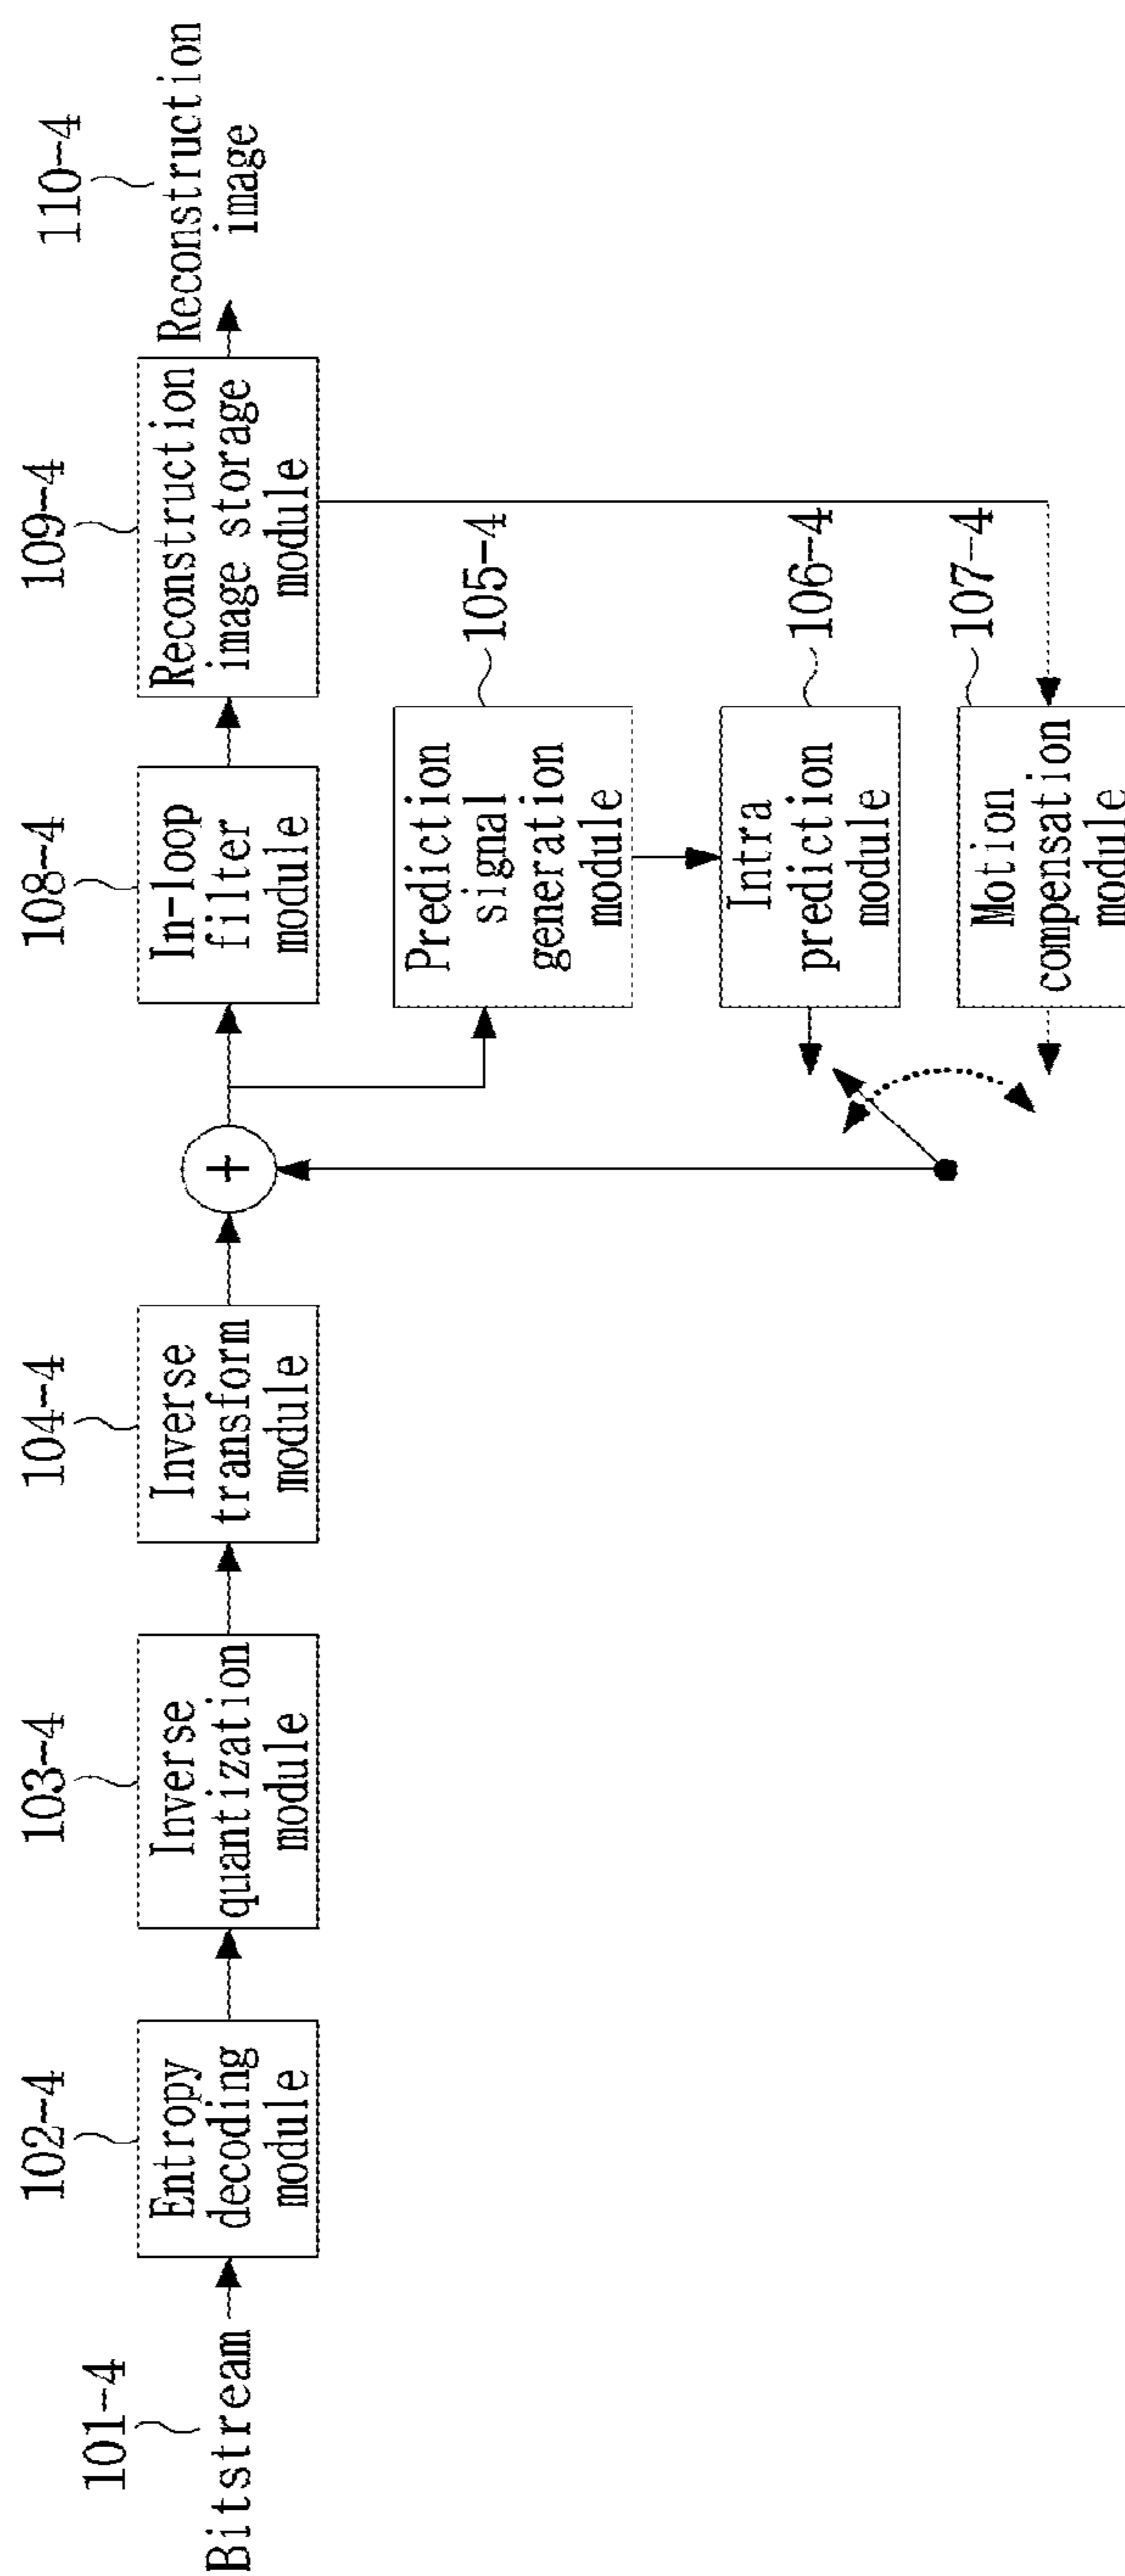 101-4
Bitstream
102-4
Entropy
decoding
module
103-4
Inverse
quantization
module
104-4
Inverse
transform
module
+
108-4
In-loop
filter
module
109-4
Reconstruction
image storage
module
110-4
Reconstruction
image
Prediction
signal
generation
module
105-4
Intra
prediction
module
106-4
Motion
compensation
module
107-4